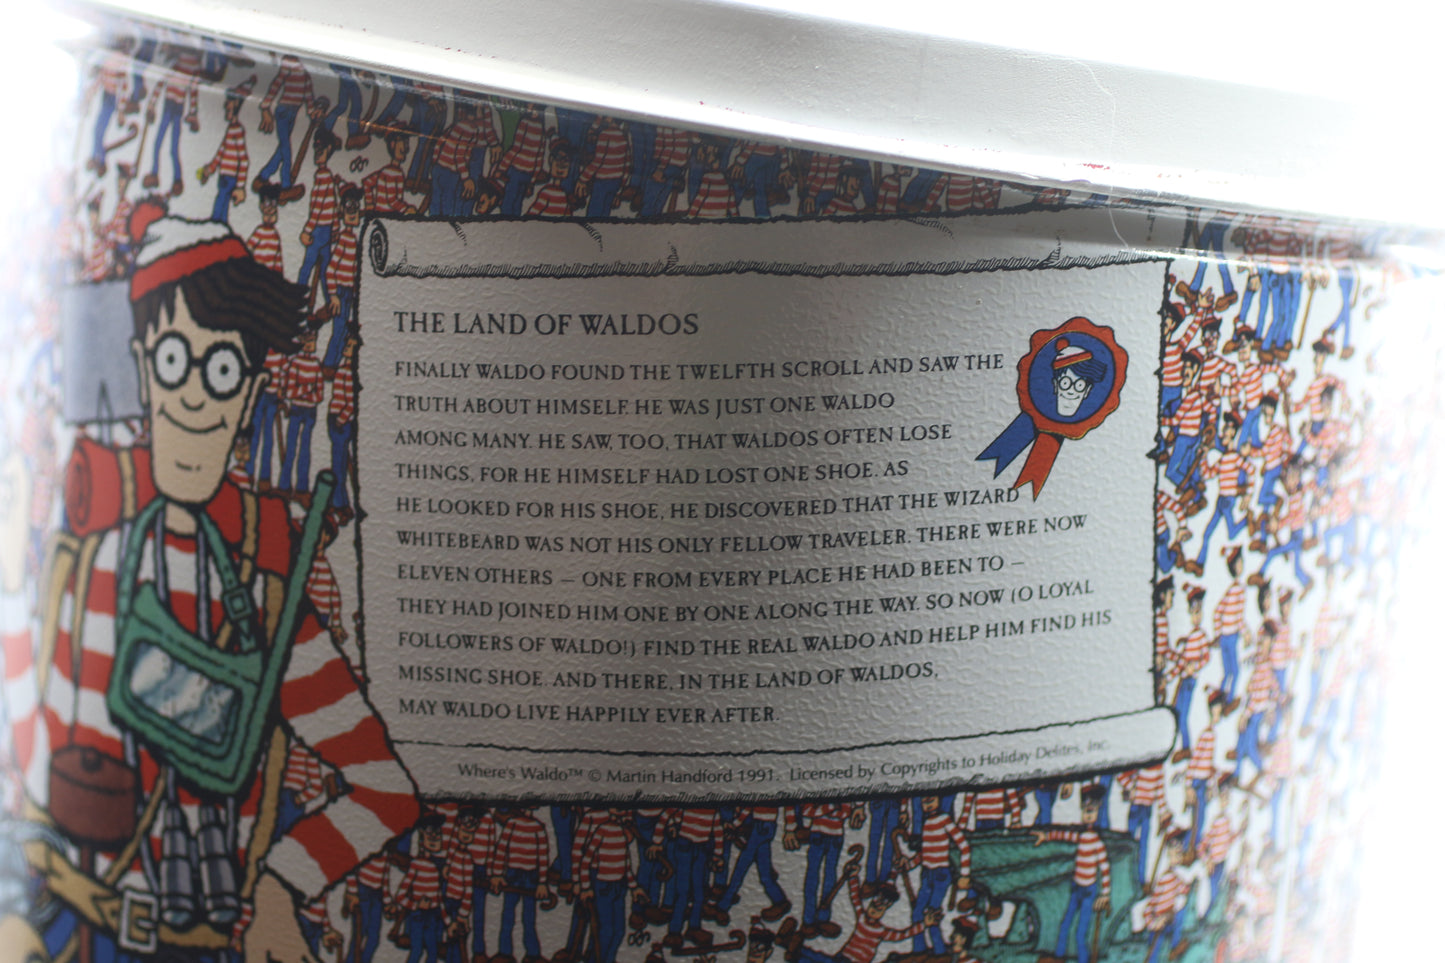 THE LAND OF WALDOS
FINALLY WALDO FOUND THE TWELFTH SCROLL AND SAW THE
TRUTH ABOUT HIMSELF. HE WAS JUST ONE WALDO
AMONG MANY. HE SAW, TOO, THAT WALDOS OFTEN LOSE
THINGS, FOR HE HIMSELF HAD LOST ONE SHOE. AS
HE LOOKED FOR HIS SHOE, HE DISCOVERED THAT THE WIZARD
WHITEBEARD WAS NOT HIS ONLY FELLOW TRAVELER. THERE WERE NOW
ELEVEN OTHERS — ONE FROM EVERY PLACE HE HAD BEEN TO —
THEY HAD JOINED HIM ONE BY ONE ALONG THE WAY. SO NOW (O LOYAL
FOLLOWERS OF WALDO!) FIND THE REAL WALDO AND HELP HIM FIND HIS
MISSING SHOE. AND THERE, IN THE LAND OF WALDOS,
MAY WALDO LIVE HAPPILY EVER AFTER.
Where's Waldo™ © Martin Handford 1991. Licensed by Copyrights to Holiday Delites, Inc.